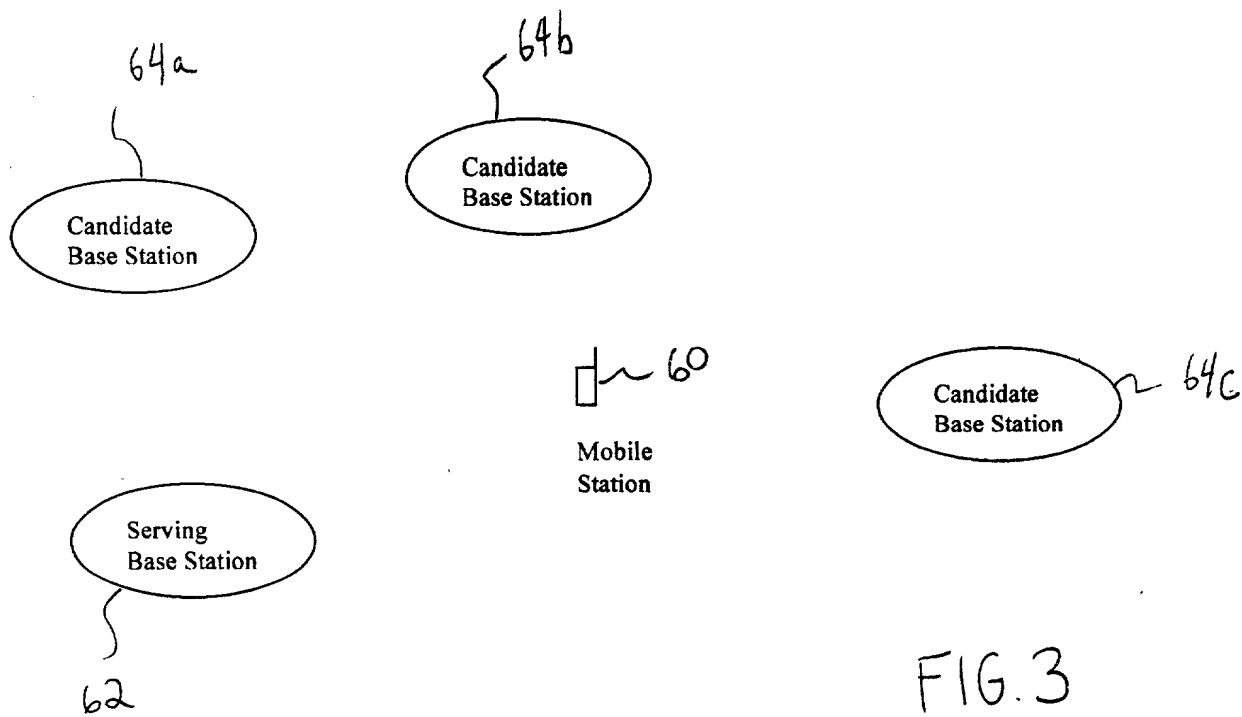 64a
64b
Candidate
Base Station
Candidate
Base Station
60
Mobile
Station
Candidate
Base Station
64c
Serving
Base Station
62
FIG. 3